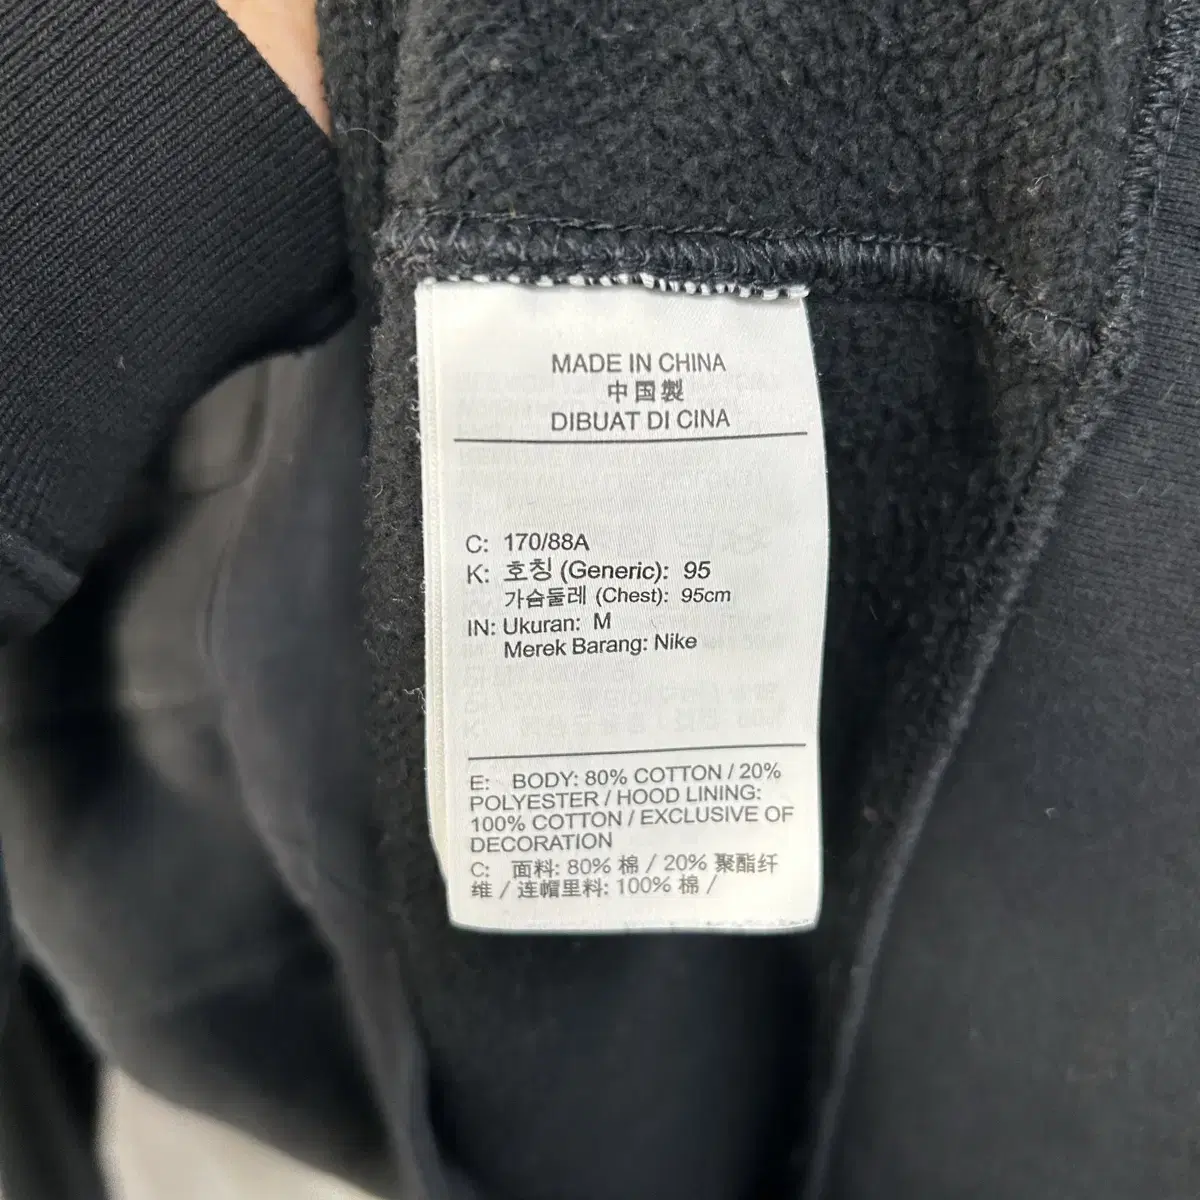 MADE IN CHINA
中国製
DIBUAT DI CINA
C: 170/88A
K: 호칭 (Generic): 95
가슴둘레 (Chest): 95cm
IN: Ukuran: M
Merek Barang: Nike
E: BODY: 80% COTTON / 20%
POLYESTER / HOOD LINING:
100% COTTON / EXCLUSIVE OF
DECORATION
C: 面料: 80% 棉 / 20% 聚酯纤
维 / 连帽里料: 100% 棉 /